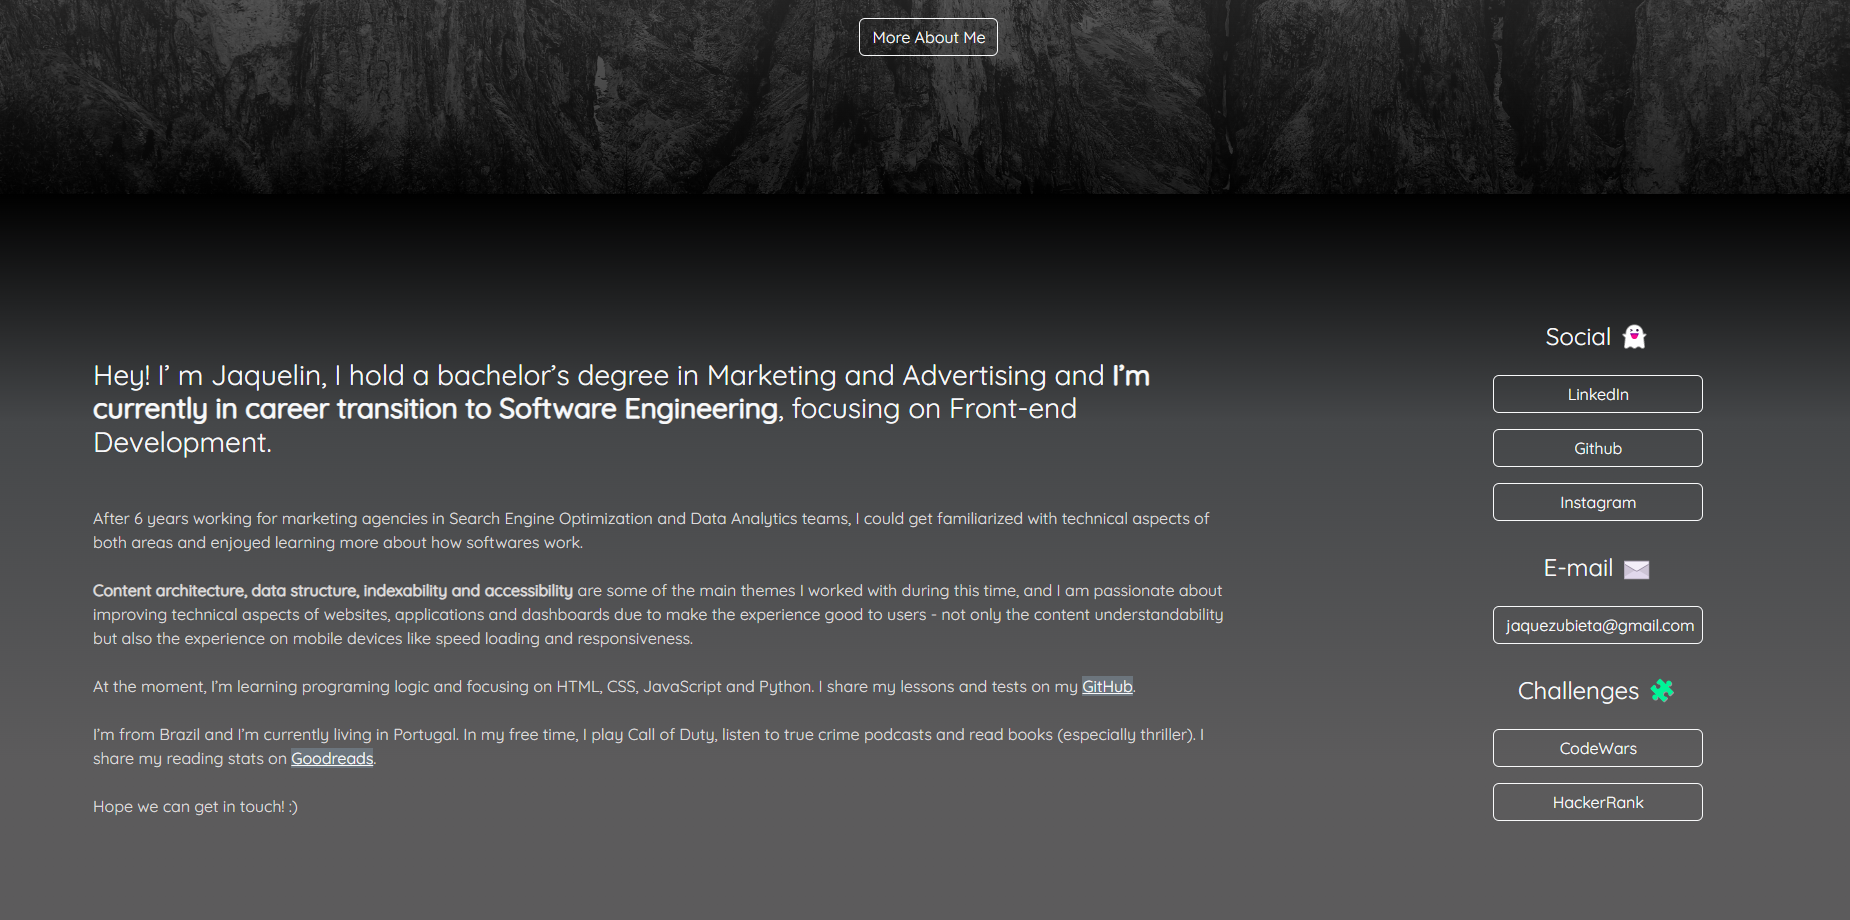 More About Me
Hey! I’ m Jaquelin, I hold a bachelor’s degree in Marketing and Advertising and I’m
currently in career transition to Software Engineering, focusing on Front-end
Development.
After 6 years working for marketing agencies in Search Engine Optimization and Data Analytics teams, I could get familiarized with technical aspects of
both areas and enjoyed learning more about how softwares work.
Content architecture, data structure, indexability and accessibility are some of the main themes I worked with during this time, and I am passionate about
improving technical aspects of websites, applications and dashboards due to make the experience good to users - not only the content understandability
but also the experience on mobile devices like speed loading and responsiveness.
At the moment, I’m learning programing logic and focusing on HTML, CSS, JavaScript and Python. I share my lessons and tests on my GitHub.
I’m from Brazil and I’m currently living in Portugal. In my free time, I play Call of Duty, listen to true crime podcasts and read books (especially thriller). I
share my reading stats on Goodreads.
Hope we can get in touch! :)
Social 👻
LinkedIn
Github
Instagram
E-mail ✉️
jaquezubieta@gmail.com
Challenges 🧩
CodeWars
HackerRank